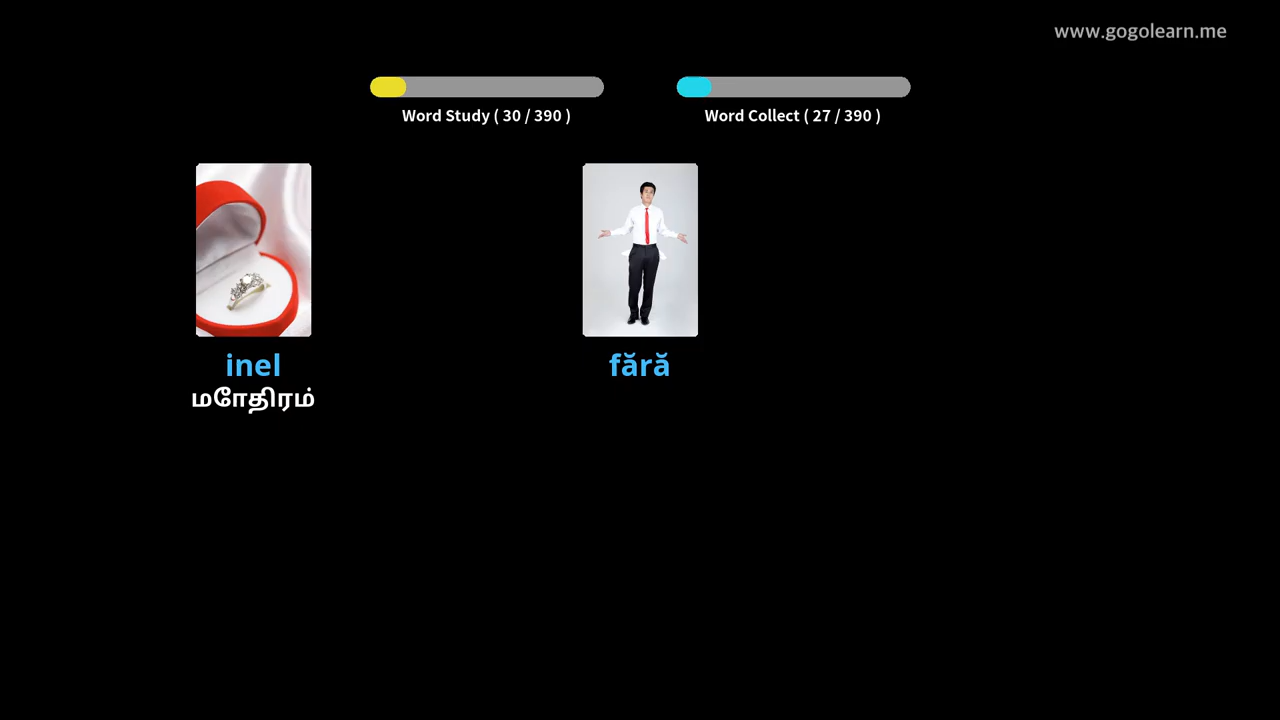 www.gogolearn.me
Word Study ( 30 / 390 )
Word Collect ( 27 / 390 )
inel
மோதிரம்
fără